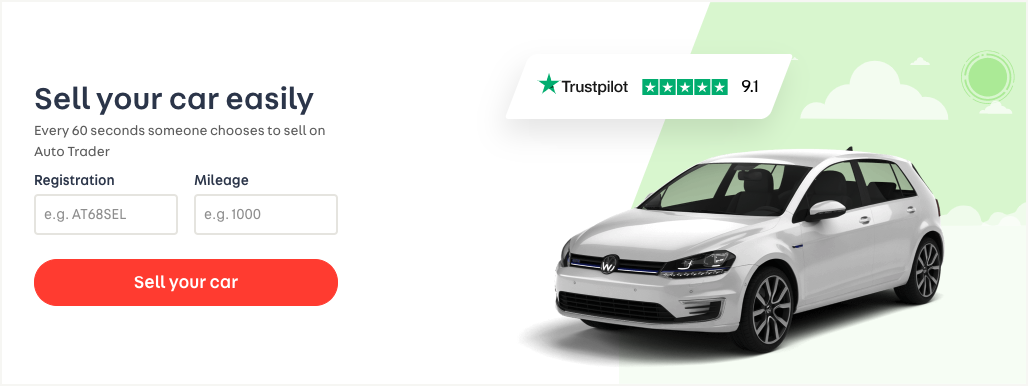 Sell your car easily
Every 60 seconds someone chooses to sell on
Auto Trader
Registration Mileage
e.g. AT68SEL e.g. 1000
Sell your car
Trustpilot 9.1